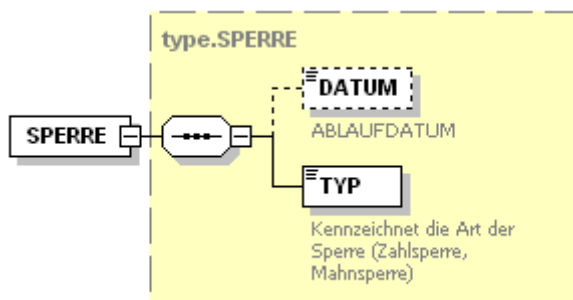 type.SPERRE
SPERRE
DATUM
ABLAUFDATUM
TYP
Kennzeichnet die Art der
Sperre (Zahlsperre,
Mahnsperre)